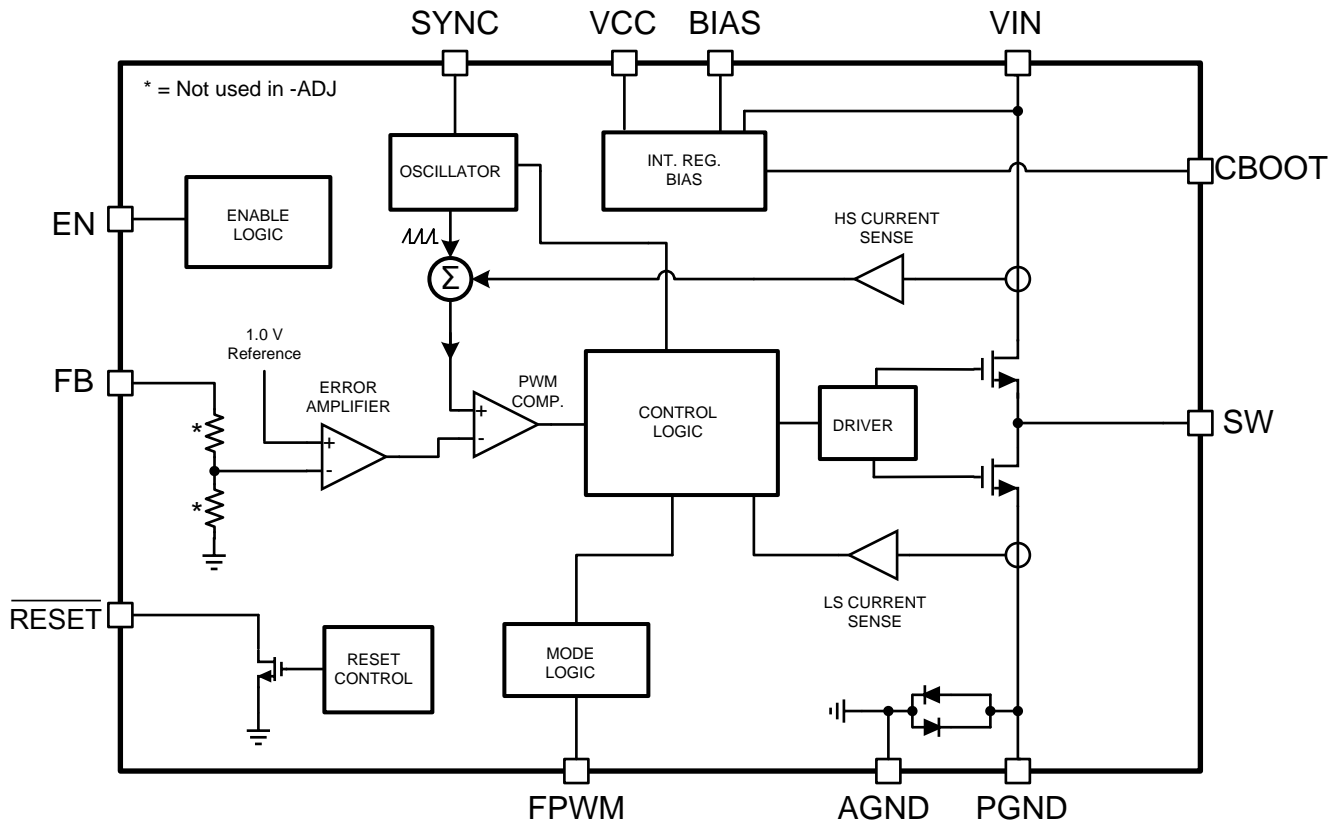 SYNC
VCC
BIAS
VIN
* = Not used in -ADJ
OSCILLATOR
INT. REG.
BIAS
CBOOT
EN
ENABLE
LOGIC
HS CURRENT
SENSE
Σ
1.0 V
Reference
FB
ERROR
AMPLIFIER
PWM
COMP.
+
-
+
-
*
*
CONTROL
LOGIC
DRIVER
SW
RESET
RESET
CONTROL
MODE
LOGIC
LS CURRENT
SENSE
FPWM
AGND
PGND